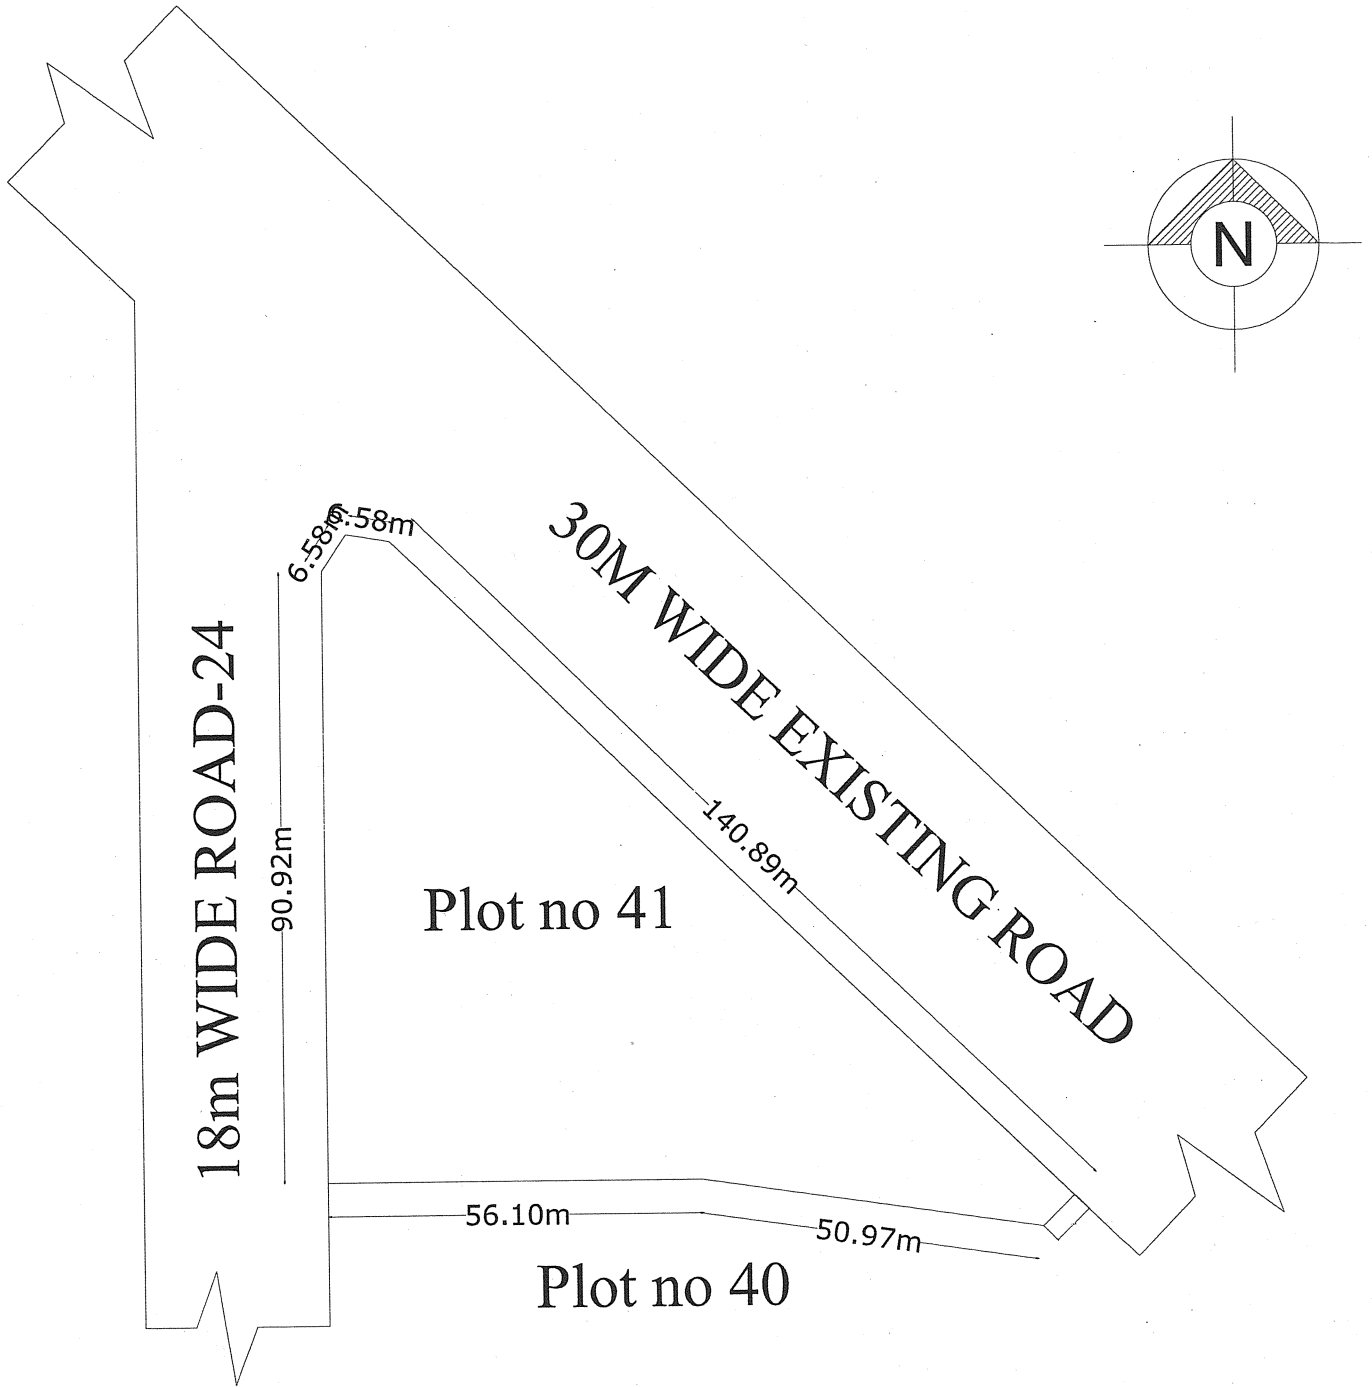 N
6.58m
6.58m
30M WIDE EXISTING ROAD
18m WIDE ROAD-24
90.92m
140.89m
Plot no 41
56.10m
50.97m
Plot no 40